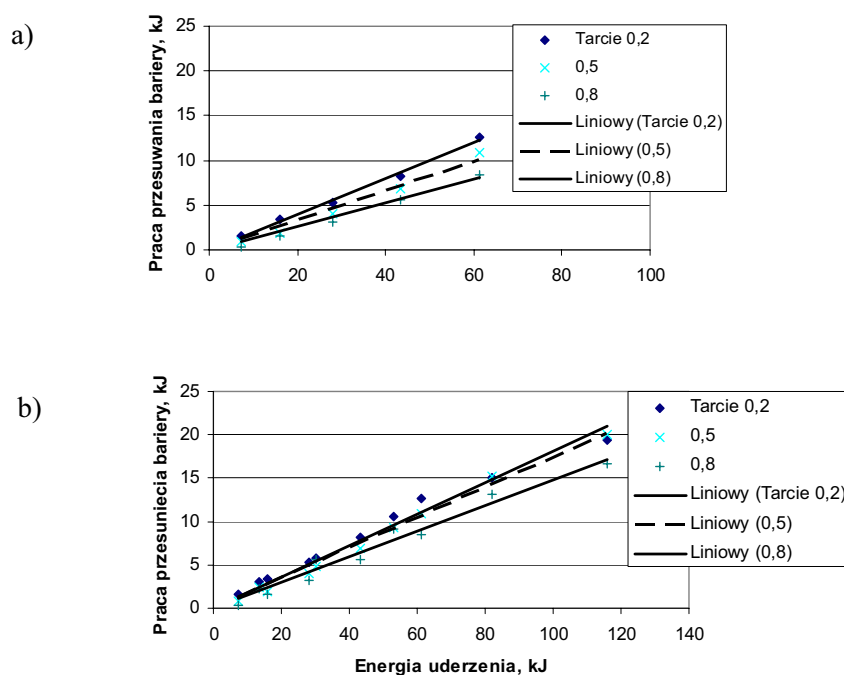 a)
Praca przesuwania bariery, kJ
25
20
15
10
5
0
0 20 40 60 80 100
Tarcie 0,2
0,5
0,8
Liniowy (Tarcie 0,2)
Liniowy (0,5)
Liniowy (0,8)
b)
Praca przesuniecia bariery, kJ
25
20
15
10
5
0
0 20 40 60 80 100 120 140
Energia uderzenia, kJ
Tarcie 0,2
0,5
0,8
Liniowy (Tarcie 0,2)
Liniowy (0,5)
Liniowy (0,8)